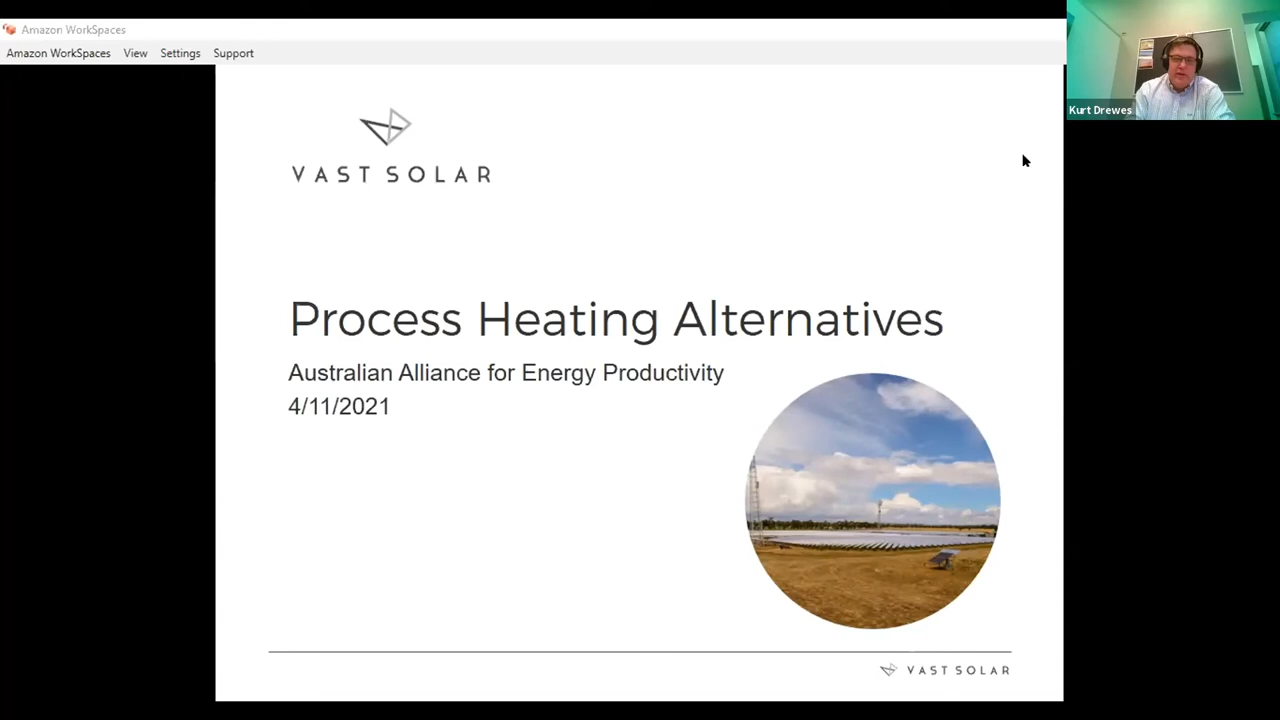 Amazon WorkSpaces
Amazon WorkSpaces View Settings Support
Kurt Drewes
VAST SOLAR
Process Heating Alternatives
Australian Alliance for Energy Productivity
4/11/2021
VAST SOLAR